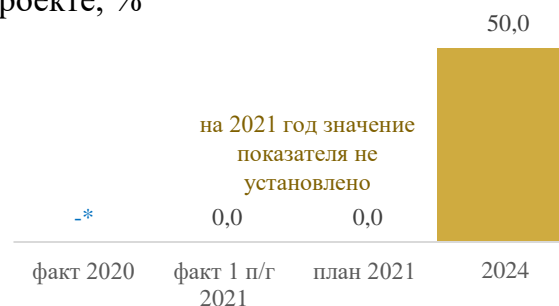 %
50,0
на 2021 год значение
показателя не
установлено
-* 0,0 0,0
факт 2020 факт 1 п/г план 2021 2024
2021